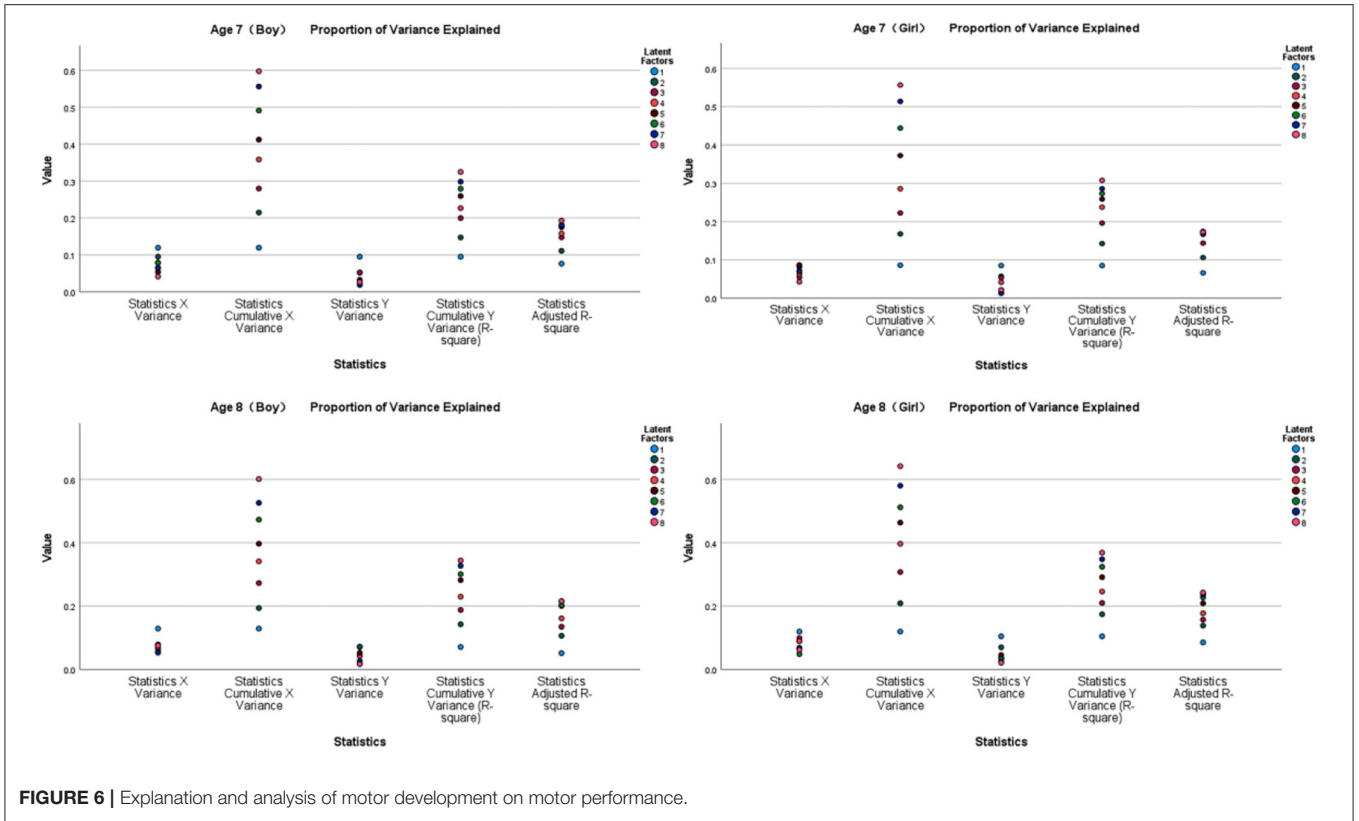 Age 7 (Boy) Proportion of Variance Explained
Latent
Factors
1
2
3
4
5
6
7
8
Value
0.6
0.5
0.4
0.3
0.2
0.1
0.0
Statistics X
Variance
Statistics
Cumulative X
Variance
Statistics Y
Variance
Statistics
Cumulative Y
Variance (R-
square)
Statistics
Adjusted R-
square
Statistics
Age 7 (Girl) Proportion of Variance Explained
Latent
Factors
1
2
3
4
5
6
7
8
Value
0.6
0.5
0.4
0.3
0.2
0.1
0.0
Statistics X
Variance
Statistics
Cumulative X
Variance
Statistics Y
Variance
Statistics
Cumulative Y
Variance (R-
square)
Statistics
Adjusted R-
square
Statistics
Age 8 (Boy) Proportion of Variance Explained
Latent
Factors
1
2
3
4
5
6
7
8
Value
0.6
0.4
0.2
0.0
Statistics X
Variance
Statistics
Cumulative X
Variance
Statistics Y
Variance
Statistics
Cumulative Y
Variance (R-
square)
Statistics
Adjusted R-
square
Statistics
Age 8 (Girl) Proportion of Variance Explained
Latent
Factors
1
2
3
4
5
6
7
8
Value
0.6
0.4
0.2
0.0
Statistics X
Variance
Statistics
Cumulative X
Variance
Statistics Y
Variance
Statistics
Cumulative Y
Variance (R-
square)
Statistics
Adjusted R-
square
Statistics
FIGURE 6 | Explanation and analysis of motor development on motor performance.